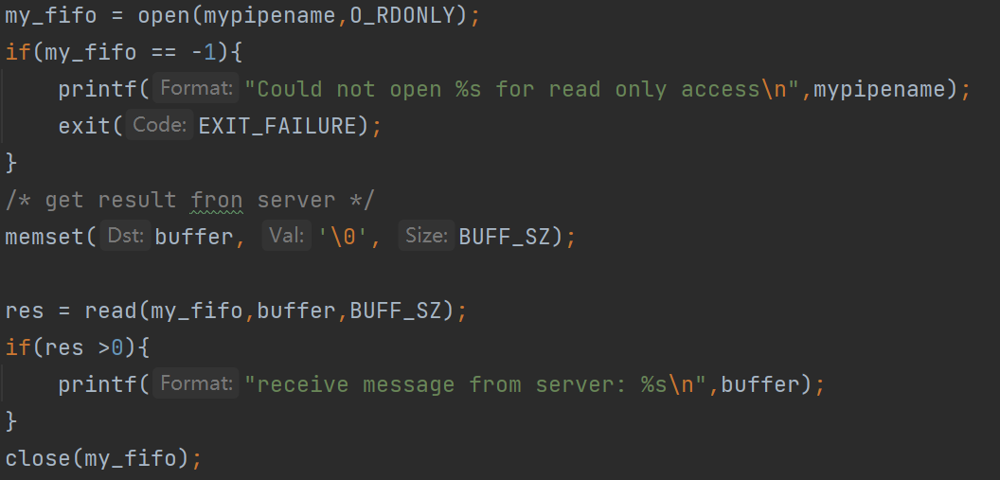 my_fifo = open(mypipename,O_RDONLY);
if(my_fifo == -1){
    printf( Format: "Could not open %s for read only access\n",mypipename);
    exit( Code: EXIT_FAILURE);
}
/* get result fron server */
memset( Dst: buffer, Val: '\0', Size: BUFF_SZ);

res = read(my_fifo,buffer,BUFF_SZ);
if(res >0){
    printf( Format: "receive message from server: %s\n",buffer);
}
close(my_fifo);